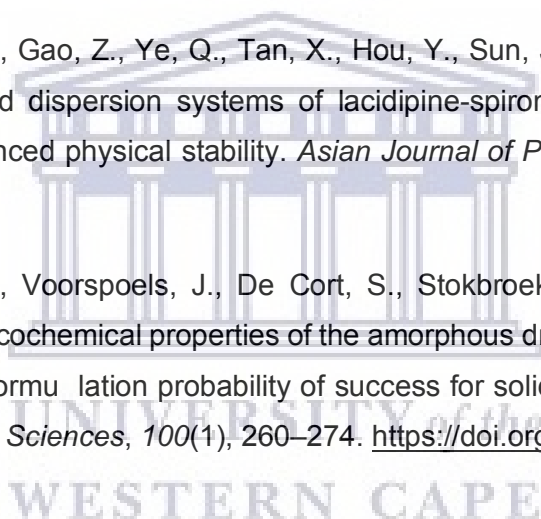 , Gao, Z., Ye, Q., Tan, X., Hou, Y., Sun,
d dispersion systems of lacidipine-spiron
nced physical stability. Asian Journal of P
, Voorspoels, J., De Cort, S., Stokbroek
cochemical properties of the amorphous dr
ormu lation probability of success for solid
Sciences, 100(1), 260–274. https://doi.org
UNIVERSITY of the
WESTERN CAPE